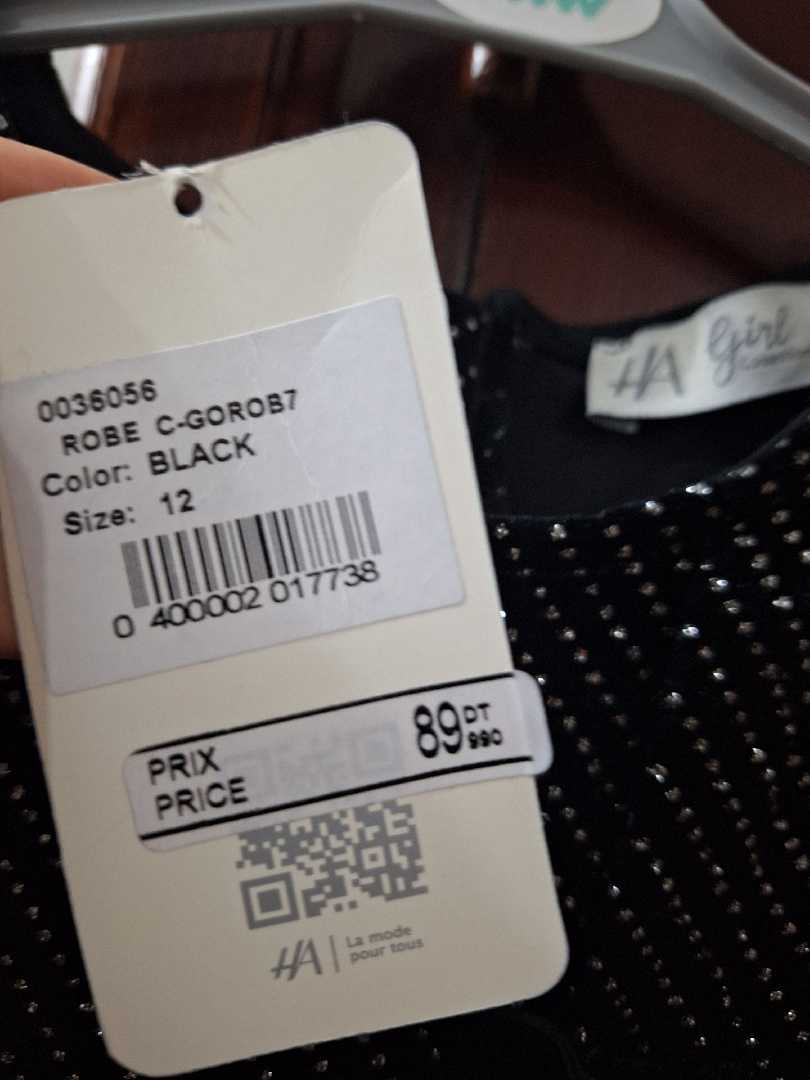 0036056
ROBE C-GOROB7
Color: BLACK
Size: 12
0 400002 017738
PRIX
PRICE
89 DT 990
HA
La mode
pour tous
HA Girl